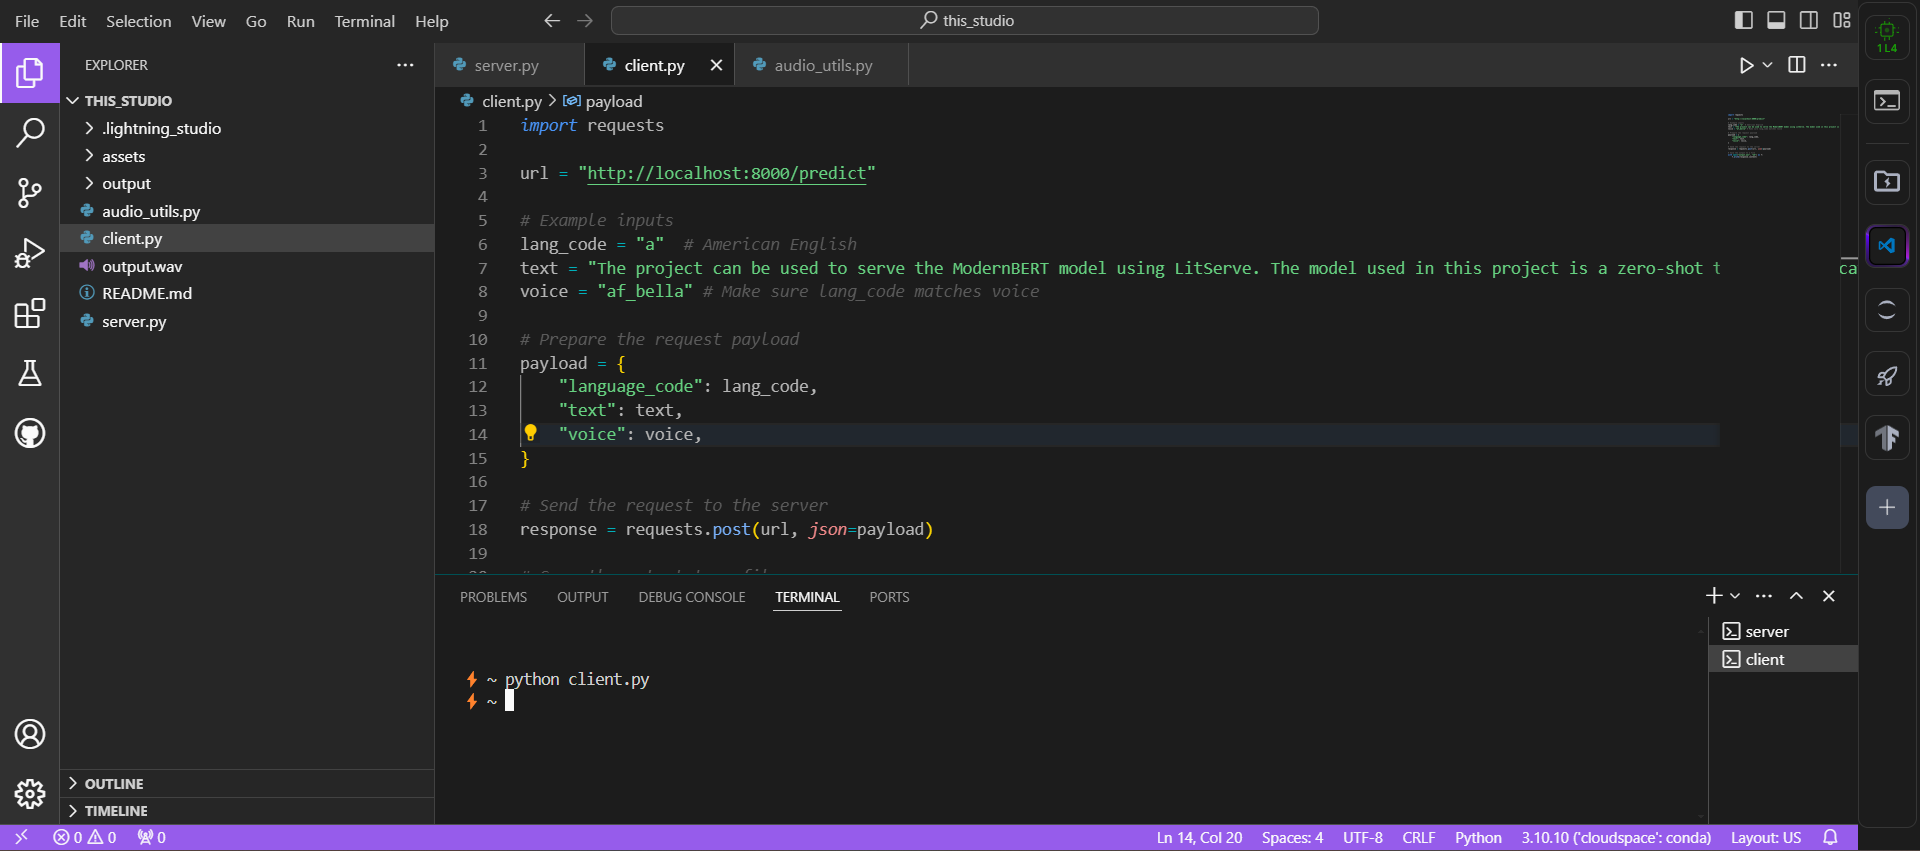 File Edit Selection View Go Run Terminal Help
this_studio
1L4
EXPLORER
THIS_STUDIO
.lightning_studio
assets
output
audio_utils.py
client.py
output.wav
README.md
server.py
OUTLINE
TIMELINE
server.py client.py audio_utils.py
client.py payload
1 import requests
2
3 url = "http://localhost:8000/predict"
4
5 # Example inputs
6 lang_code = "a"  # American English
7 text = "The project can be used to serve the ModernBERT model using LitServe. The model used in this project is a zero-shot t ca
8 voice = "af_bella" # Make sure lang_code matches voice
9
10 # Prepare the request payload
11 payload = {
12     "language_code": lang_code,
13     "text": text,
14     "voice": voice,
15 }
16
17 # Send the request to the server
18 response = requests.post(url, json=payload)
19
PROBLEMS OUTPUT DEBUG CONSOLE TERMINAL PORTS
~ python client.py
~
server
client
0 0 0 Ln 14, Col 20 Spaces: 4 UTF-8 CRLF Python 3.10.10 ('cloudspace': conda) Layout: US